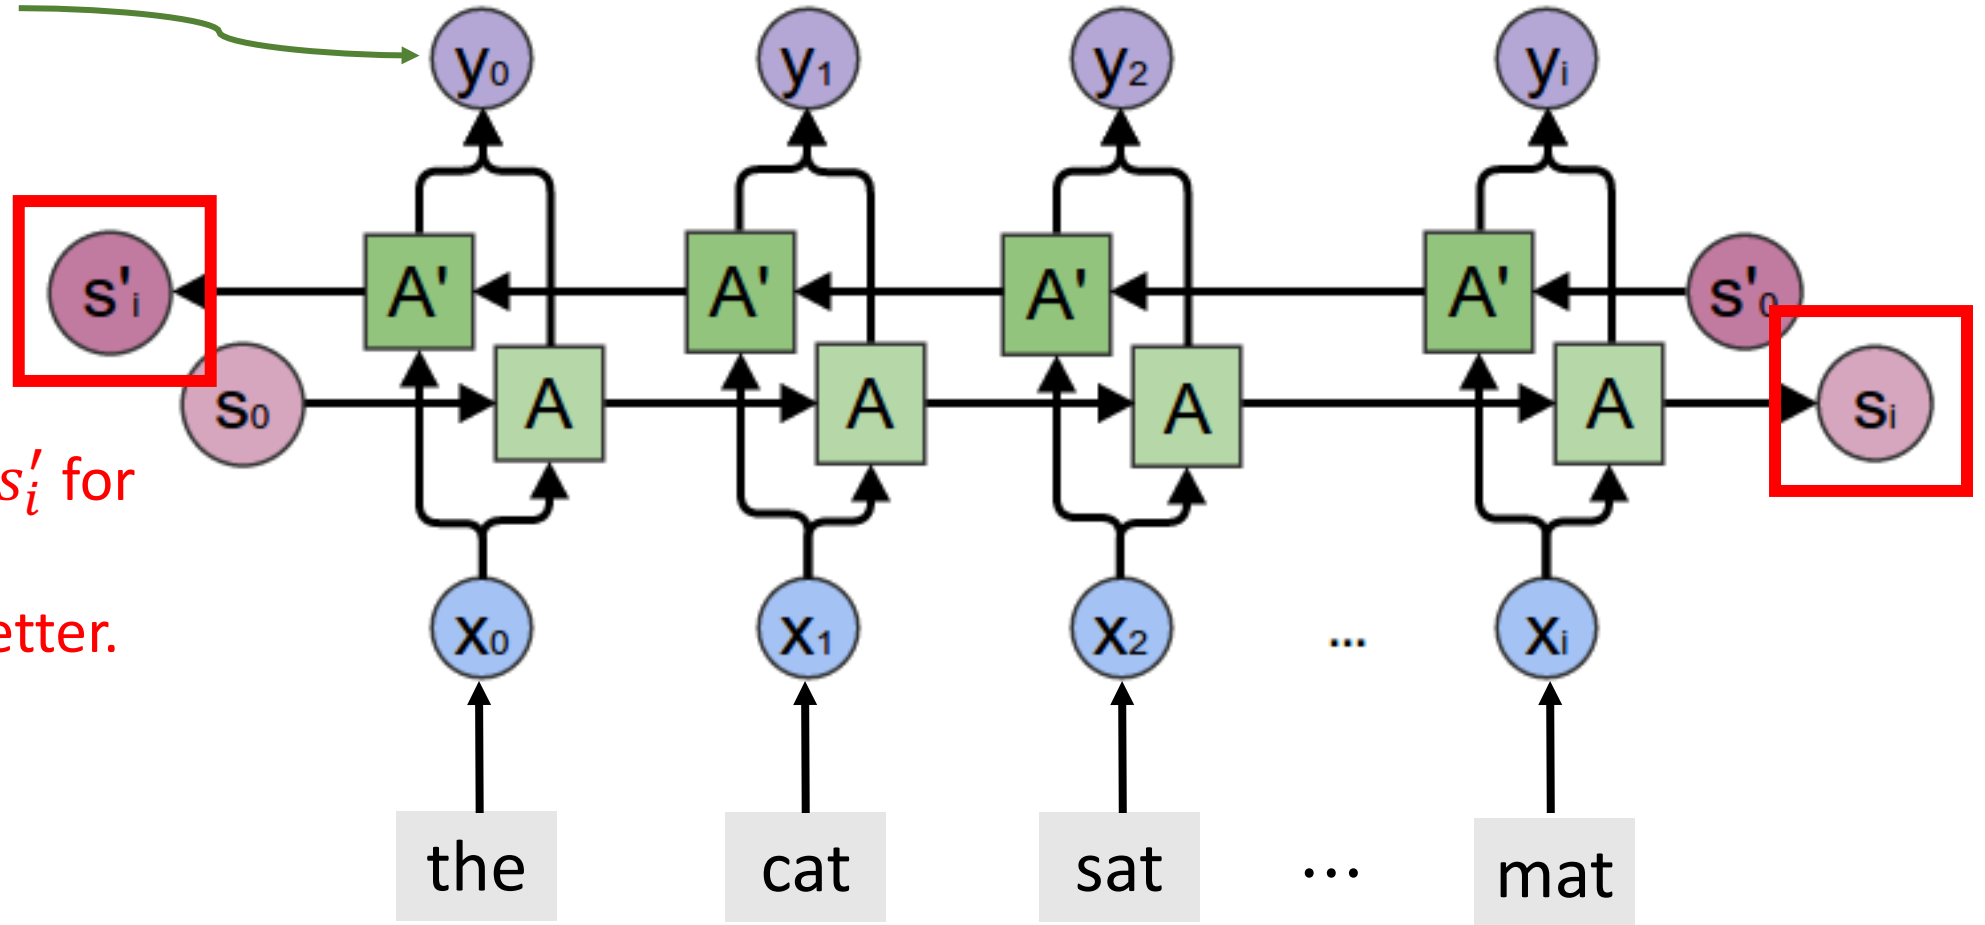 y₀ y₁ y₂ yᵢ
s'ᵢ A' A' A' A' s'₀
s₀ A A A A sᵢ
s′ᵢ for
x₀ x₁ x₂ ... xᵢ
etter.
the cat sat ⋯ mat